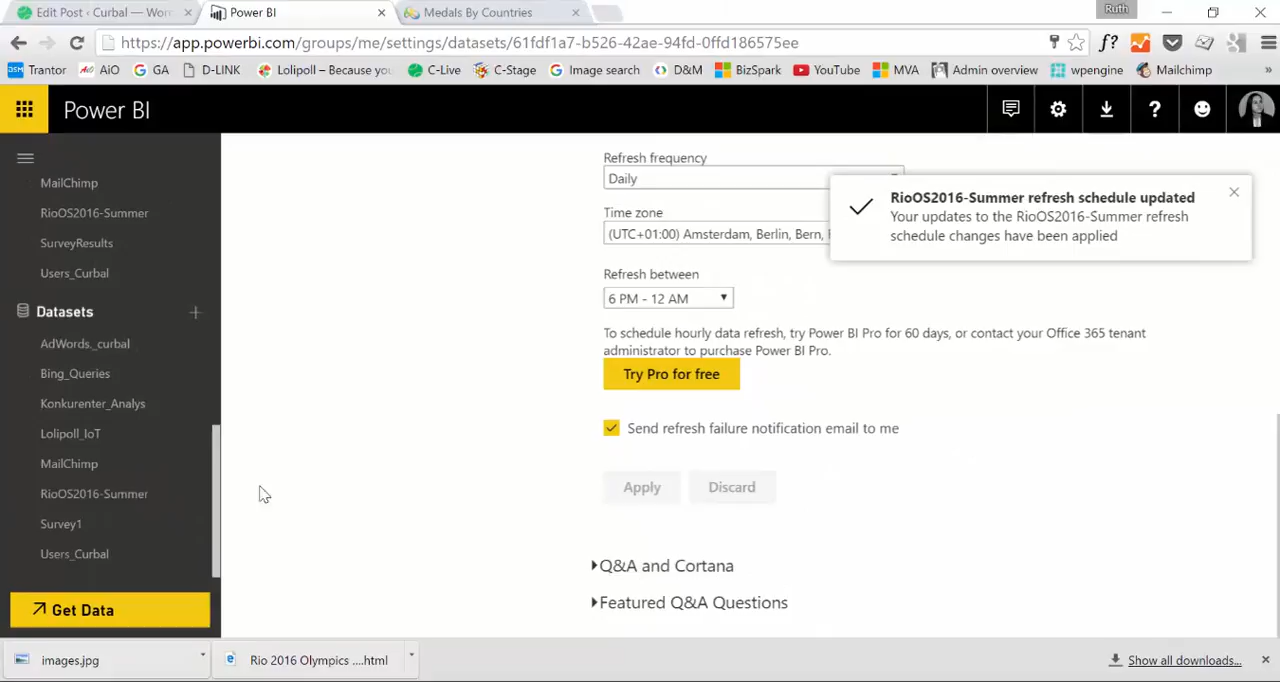 Edit Post ‹ Curbal — Wor
Power BI
Medals By Countries
Ruth
https://app.powerbi.com/groups/me/settings/datasets/61fdf1a7-b526-42ae-94fd-0ffd186575ee
f?
Trantor
AiO
GA
D-LINK
Lolipoll – Because you
C-Live
C-Stage
Image search
D&M
BizSpark
YouTube
MVA
Admin overview
wpengine
Mailchimp
»
Power BI
MailChimp
RioOS2016-Summer
SurveyResults
Users_Curbal
Datasets
AdWords._curbal
Bing_Queries
Konkurenter_Analys
Lolipoll_IoT
MailChimp
RioOS2016-Summer
Survey1
Users_Curbal
Get Data
Refresh frequency
Daily
Time zone
(UTC+01:00) Amsterdam, Berlin, Bern,
Refresh between
6 PM - 12 AM
To schedule hourly data refresh, try Power BI Pro for 60 days, or contact your Office 365 tenant
administrator to purchase Power BI Pro.
Try Pro for free
Send refresh failure notification email to me
Apply
Discard
Q&A and Cortana
Featured Q&A Questions
RioOS2016-Summer refresh schedule updated
Your updates to the RioOS2016-Summer refresh
schedule changes have been applied
images.jpg
Rio 2016 Olympics ....html
Show all downloads...